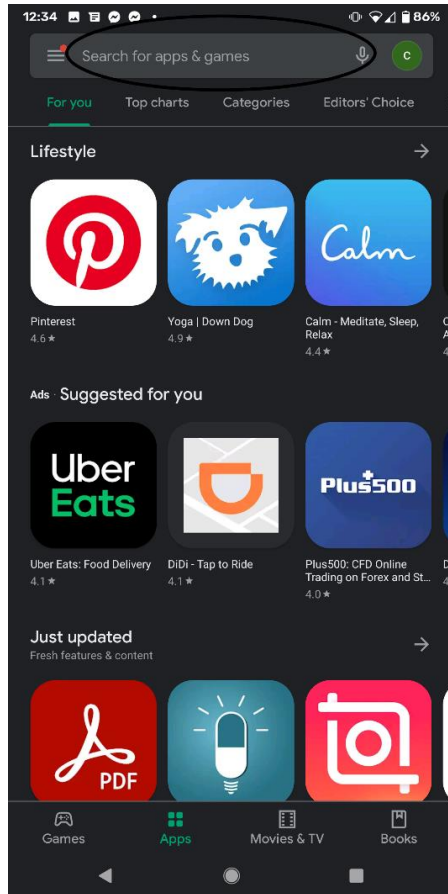 12:34 86%
Search for apps & games C
For you Top charts Categories Editors' Choice
Lifestyle
Calm
Pinterest Yoga | Down Dog Calm - Meditate, Sleep,
Relax
4.6★ 4.9★
4.4★
Ads · Suggested for you
Uber
Eats
Plus500
Uber Eats: Food Delivery DiDi - Tap to Ride Plus500: CFD Online
Trading on Forex and St...
4.1★ 4.1★
4.0★
Just updated
Fresh features & content
PDF
Games Apps Movies & TV Books